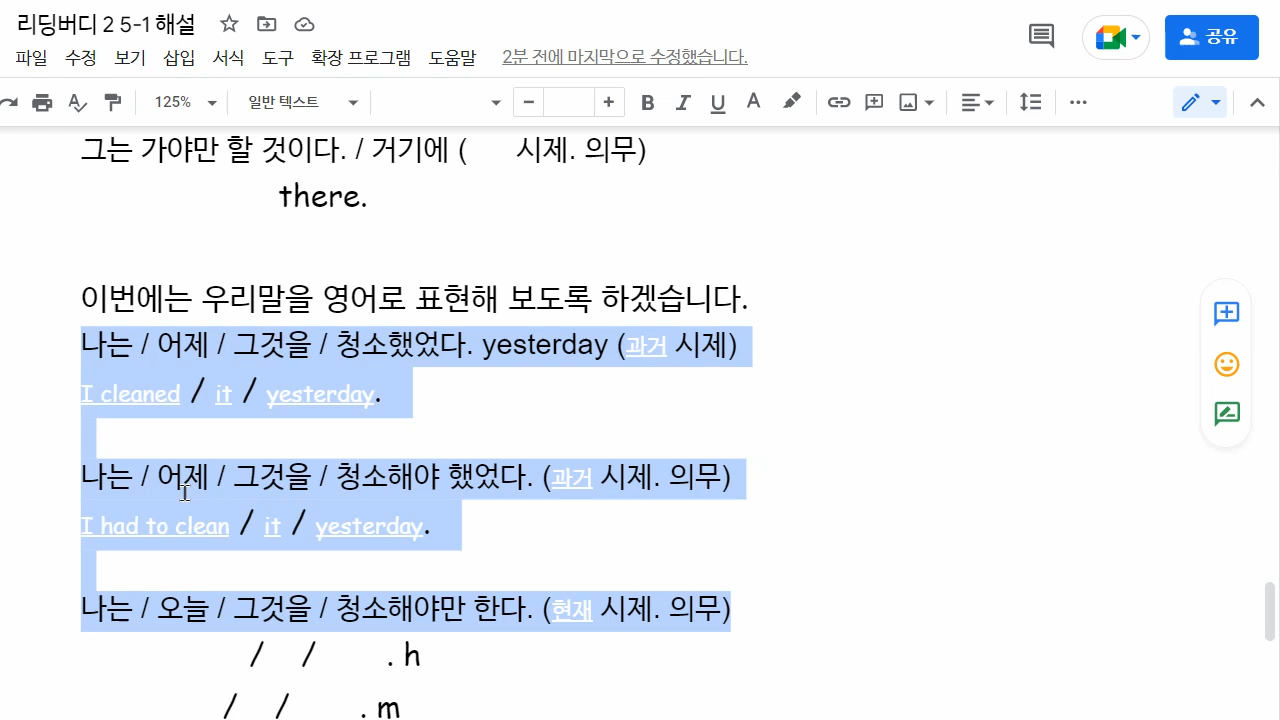 리딩버디 2 5-1 해설
파일 수정 보기 삽입 서식 도구 확장 프로그램 도움말 2분 전에 마지막으로 수정했습니다.
공유
125% 일반 텍스트 − + B I U A
그는 가야만 할 것이다. / 거기에 ( 시제. 의무)
there.
이번에는 우리말을 영어로 표현해 보도록 하겠습니다.
나는 / 어제 / 그것을 / 청소했었다. yesterday (과거 시제)
I cleaned / it / yesterday.
나는 / 어제 / 그것을 / 청소해야 했었다. (과거 시제. 의무)
I had to clean / it / yesterday.
나는 / 오늘 / 그것을 / 청소해야만 한다. (현재 시제. 의무)
/ / . h
/ / . m